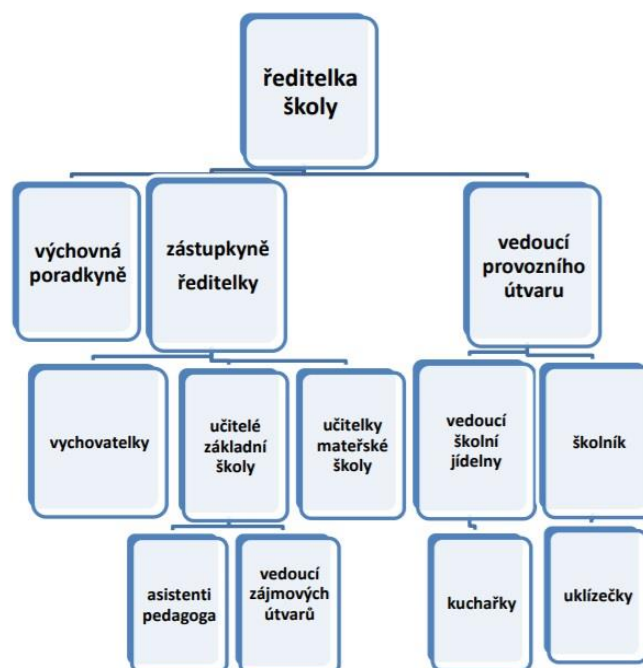 ředitelka
školy
výchovná
poradkyně
zástupkyně
ředitelky
vedoucí
provozního
útvaru
vychovatelky
učitelé
základní
školy
učitelky
mateřské
školy
vedoucí
školní
jídelny
školník
asistenti
pedagoga
vedoucí
zájmových
útvarů
kuchařky
uklízečky